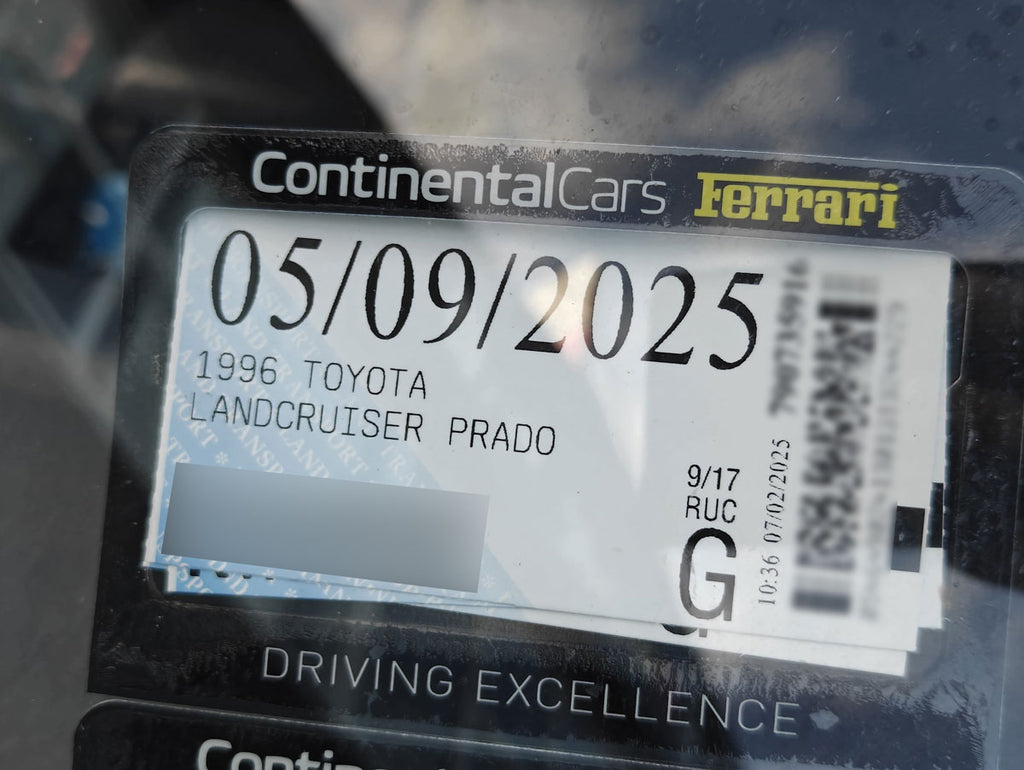 ContinentalCars Ferrari
05/09/2025
1996 TOYOTA
LANDCRUISER PRADO
9/17
RUC
G
10:36 07/02/2025
DRIVING EXCELLENCE